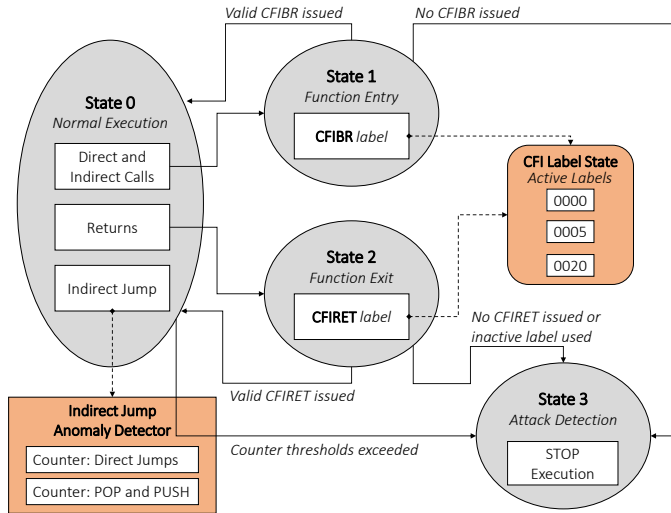 Valid CFIBR issued
No CFIBR issued
State 0
Normal Execution
Direct and
Indirect Calls
Returns
Indirect Jump
State 1
Function Entry
CFIBR label
CFI Label State
Active Labels
0000
0005
0020
State 2
Function Exit
CFIRET label
No CFIRET issued or
inactive label used
Valid CFIRET issued
Indirect Jump
Anomaly Detector
Counter: Direct Jumps
Counter: POP and PUSH
Counter thresholds exceeded
State 3
Attack Detection
STOP
Execution